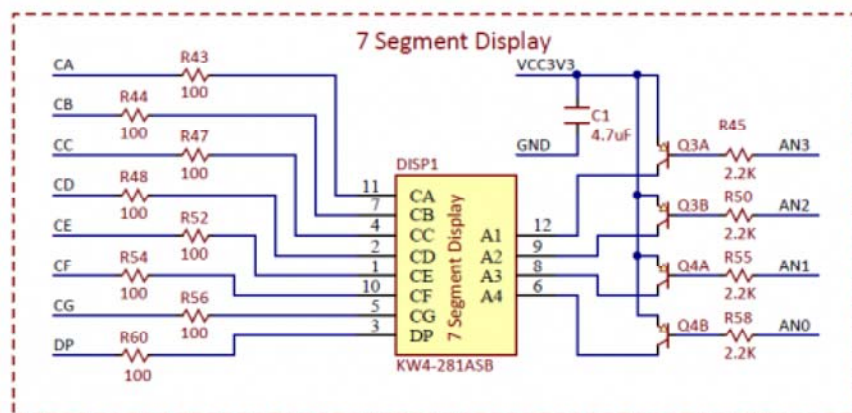 7 Segment Display
CA R43 100
CB R44 100
CC R47 100
CD R48 100
CE R52 100
CF R54 100
CG R56 100
DP R60 100
VCC3V3
C1
4.7uF
GND
DISP1
11 CA
7 CB
4 CC
2 CD
1 CE
10 CF
5 CG
3 DP
7 Segment Display
A1 12
A2 9
A3 8
A4 6
KW4-281ASB
Q3A R45 2.2K AN3
Q3B R50 2.2K AN2
Q4A R55 2.2K AN1
Q4B R58 2.2K AN0